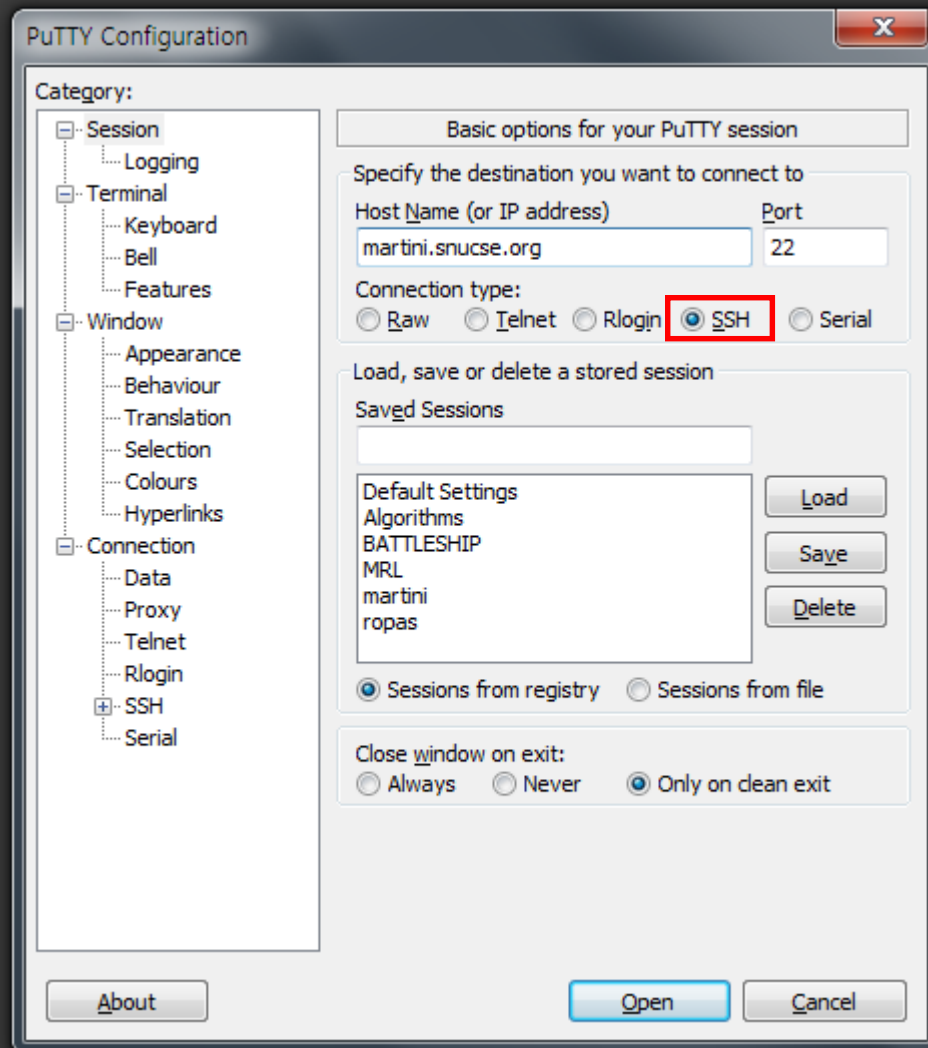 PuTTY Configuration
Category:
Session
Logging
Terminal
Keyboard
Bell
Features
Window
Appearance
Behaviour
Translation
Selection
Colours
Hyperlinks
Connection
Data
Proxy
Telnet
Rlogin
SSH
Serial
Basic options for your PuTTY session
Specify the destination you want to connect to
Host Name (or IP address) Port
martini.snucse.org 22
Connection type:
Raw Telnet Rlogin SSH Serial
Load, save or delete a stored session
Saved Sessions
Default Settings
Algorithms
BATTLESHIP
MRL
martini
ropas
Load
Save
Delete
Sessions from registry Sessions from file
Close window on exit:
Always Never Only on clean exit
About Open Cancel